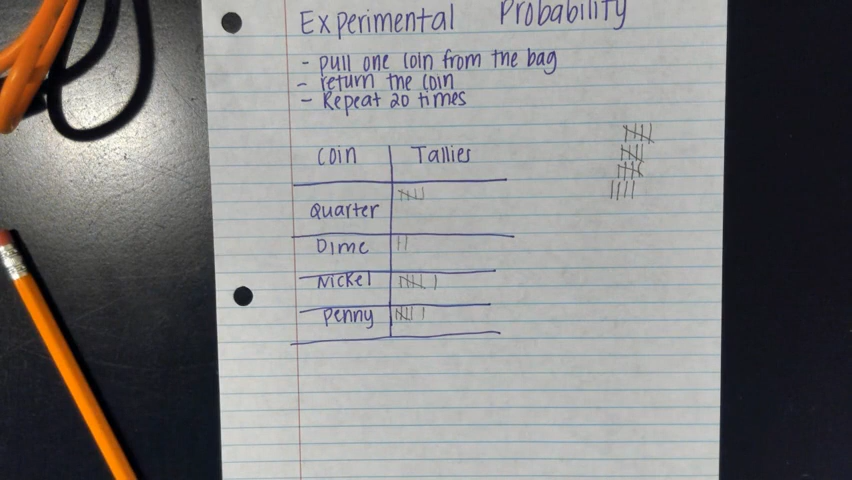 Experimental Probability
- pull one coin from the bag
- return the coin
- Repeat 20 times
coin Tallies
Quarter
Dime
Nickel
penny